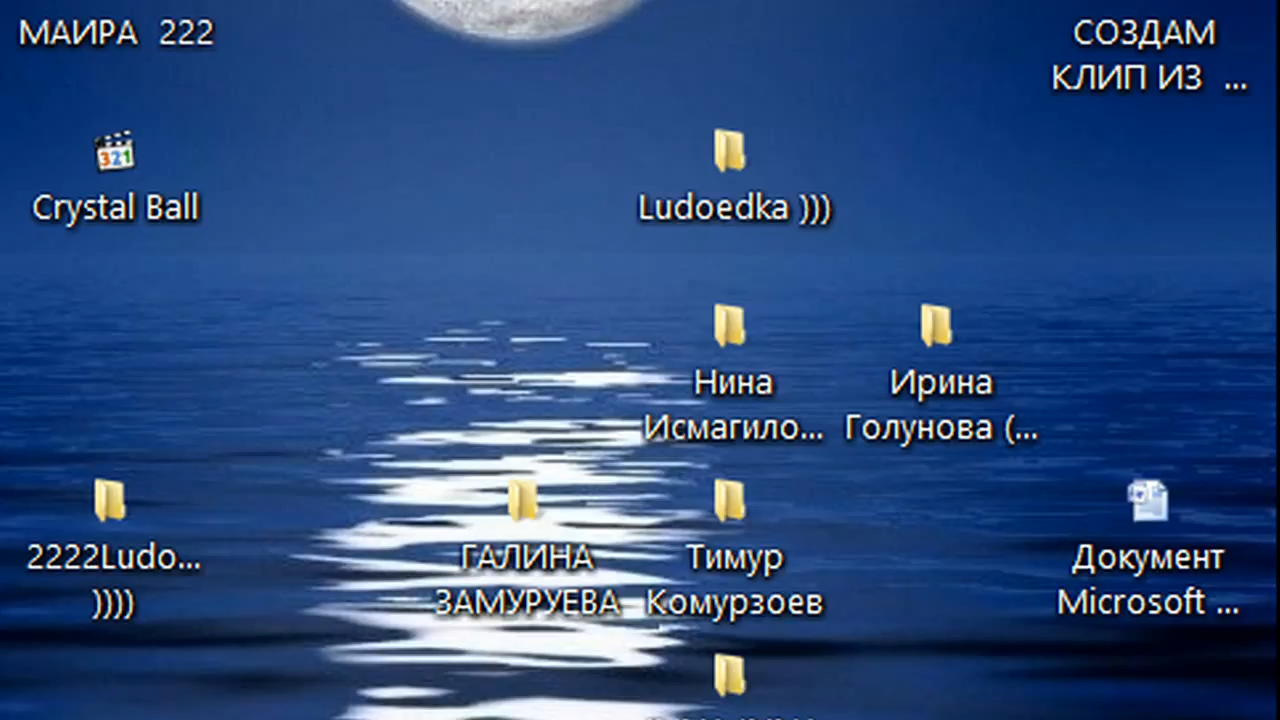 МАИРА 222
СОЗДАМ
КЛИП ИЗ ...
321
Crystal Ball
Ludoedka )))
Нина
Исмагило...
Ирина
Голунова (...
2222Ludo...
))))
ГАЛИНА
ЗАМУРУЕВА
Тимур
Комурзоев
W
Документ
Microsoft ...